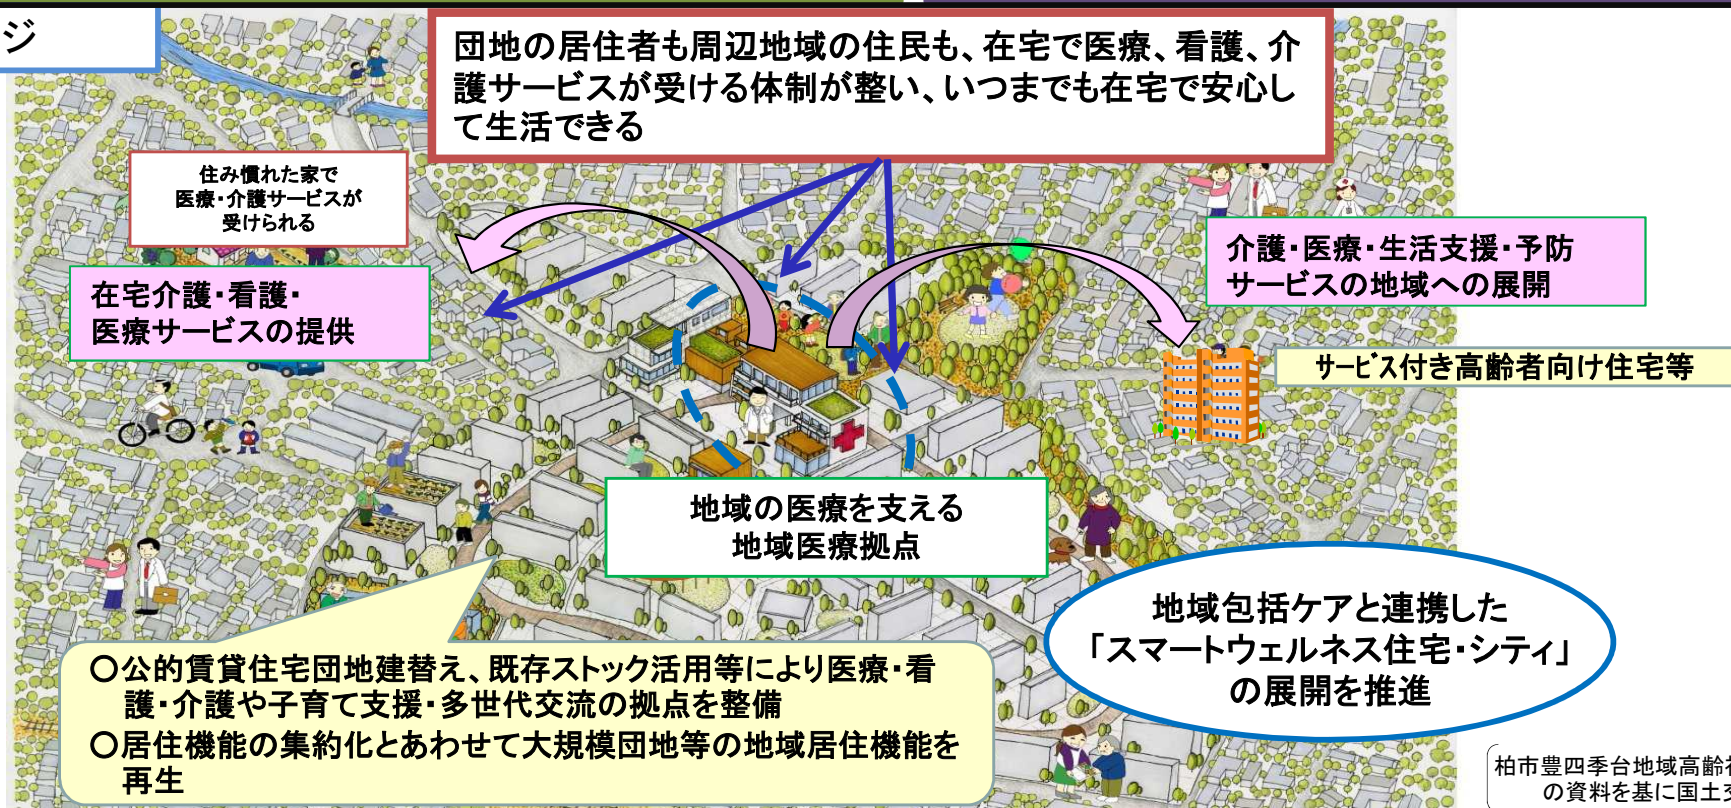 ジ
団地の居住者も周辺地域の住民も、在宅で医療、看護、介
護サービスが受ける体制が整い、いつまでも在宅で安心し
て生活できる
住み慣れた家で
医療・介護サービスが
受けられる
在宅介護・看護・
医療サービスの提供
介護・医療・生活支援・予防
サービスの地域への展開
サービス付き高齢者向け住宅等
地域の医療を支える
地域医療拠点
地域包括ケアと連携した
「スマートウェルネス住宅・シティ」
の展開を推進
〇公的賃貸住宅団地建替え、既存ストック活用等により医療・看
護・介護や子育て支援・多世代交流の拠点を整備
〇居住機能の集約化とあわせて大規模団地等の地域居住機能を
再生
柏市豊四季台地域高齢
の資料を基に国土